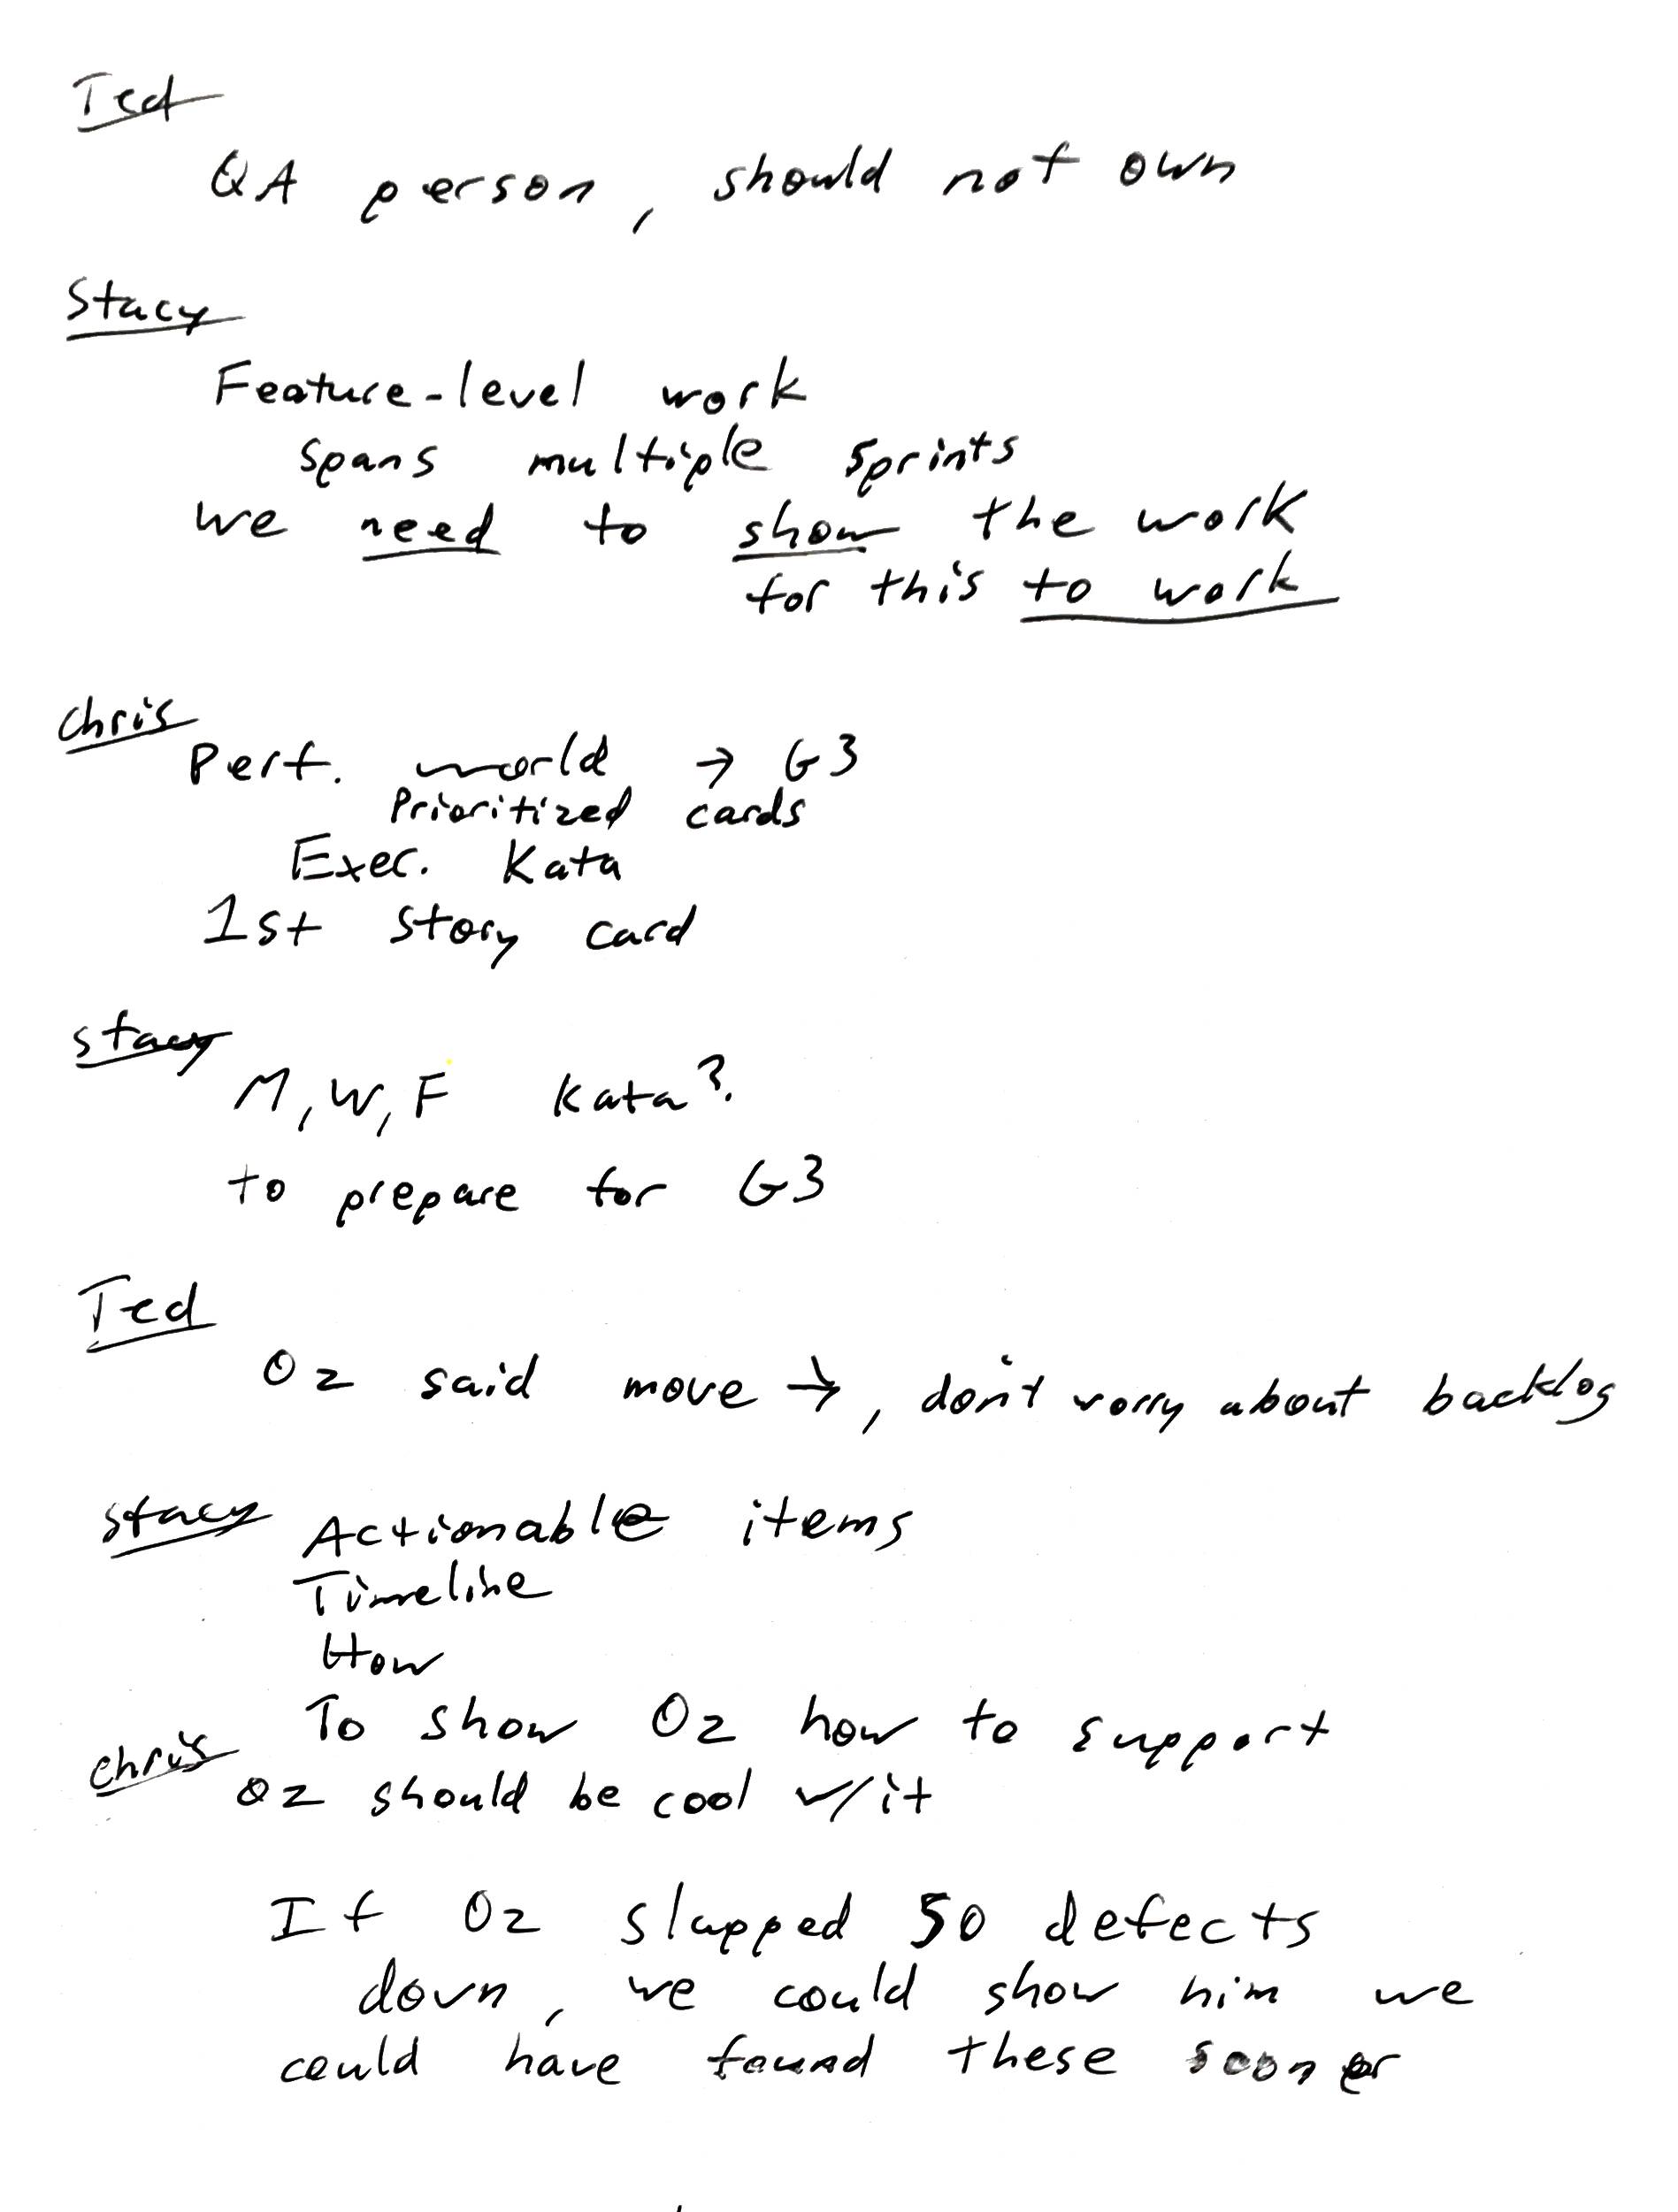 Ted
QA person, should not own
Stacy
Feature-level work
spans multiple sprints
we need to show the work
for this to work
Chris
Perf. world → G3
Prioritized cards
Exec. Kata
1st story card
Stacy
M, W, F Kata?
to prepare for G3
Ted
Oz said move →, don't worry about backlog
Stacy
Actionable items
Timeline
How
To show Oz how to support
Chris
Oz should be cool w/it
If Oz slapped 50 defects
down, we could show him we
could have found these sooner